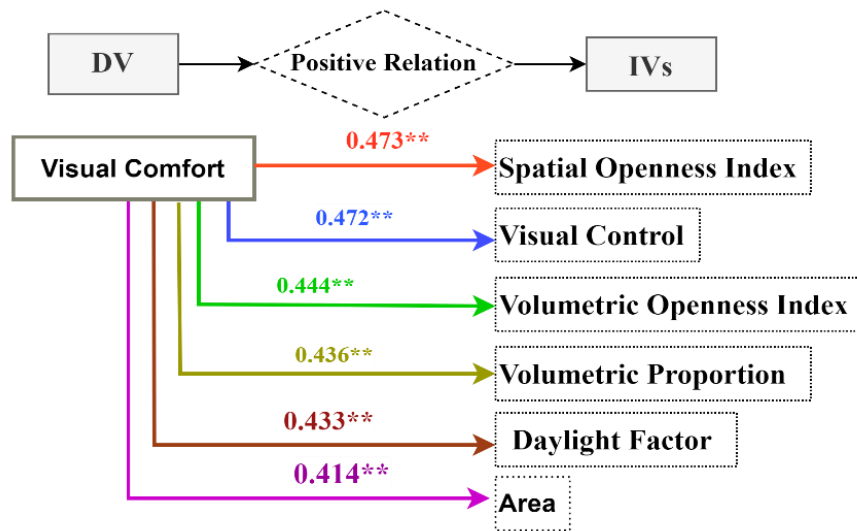 DV
Positive Relation
IVs
Visual Comfort
0.473**
Spatial Openness Index
0.472**
Visual Control
0.444**
Volumetric Openness Index
0.436**
Volumetric Proportion
0.433**
Daylight Factor
0.414**
Area